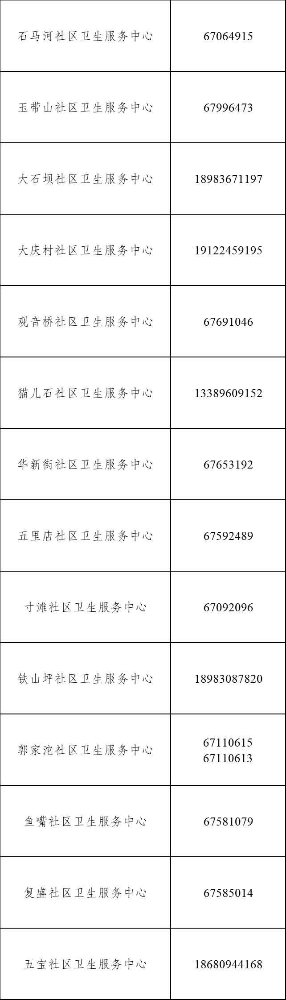 石马河社区卫生服务中心 67064915
玉带山社区卫生服务中心 67996473
大石坝社区卫生服务中心 18983671197
大庆村社区卫生服务中心 19122459195
观音桥社区卫生服务中心 67691046
猫儿石社区卫生服务中心 13389609152
华新街社区卫生服务中心 67653192
五里店社区卫生服务中心 67592489
寸滩社区卫生服务中心 67092096
铁山坪社区卫生服务中心 18983087820
郭家沱社区卫生服务中心 67110615
67110613
鱼嘴社区卫生服务中心 67581079
复盛社区卫生服务中心 67585014
五宝社区卫生服务中心 18680944168